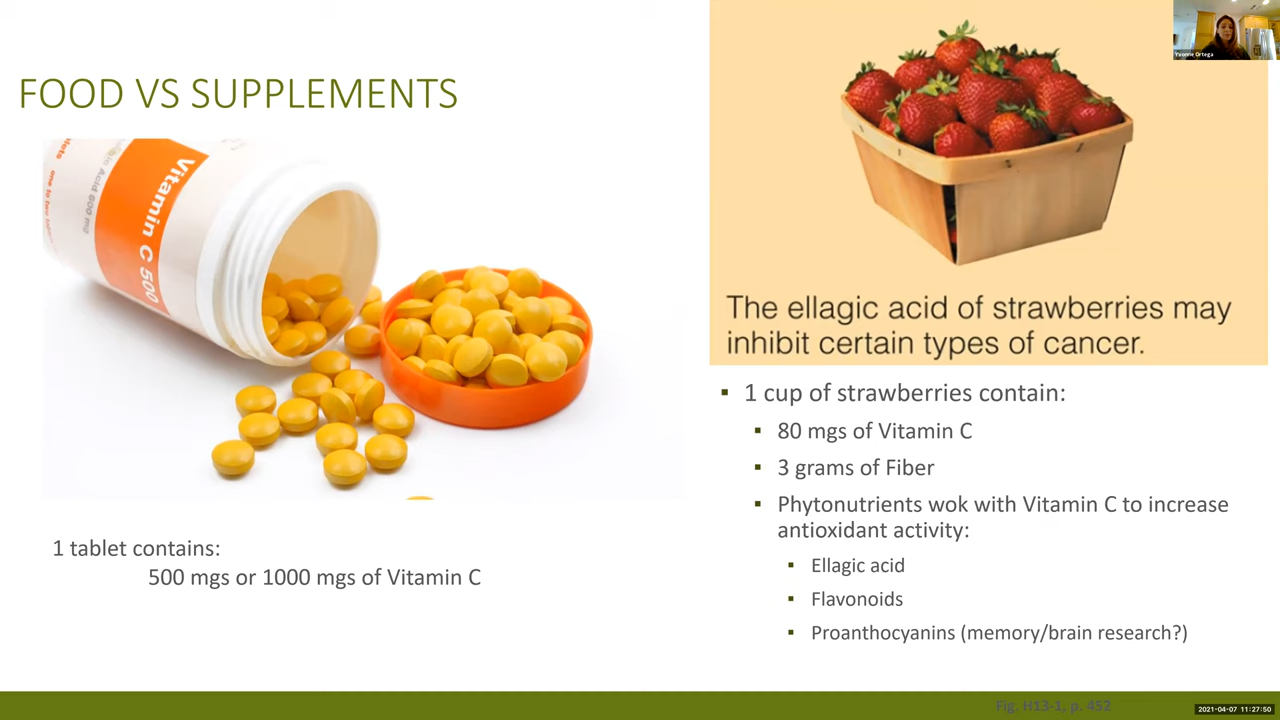 FOOD VS SUPPLEMENTS
Vitamin C 500
1 tablet contains:
500 mgs or 1000 mgs of Vitamin C
The ellagic acid of strawberries may
inhibit certain types of cancer.
1 cup of strawberries contain:
80 mgs of Vitamin C
3 grams of Fiber
Phytonutrients wok with Vitamin C to increase
antioxidant activity:
Ellagic acid
Flavonoids
Proanthocyanins (memory/brain research?)
Fig. H13-1, p. 452
Yvonne Ortega
2021-04-07 11:27:50